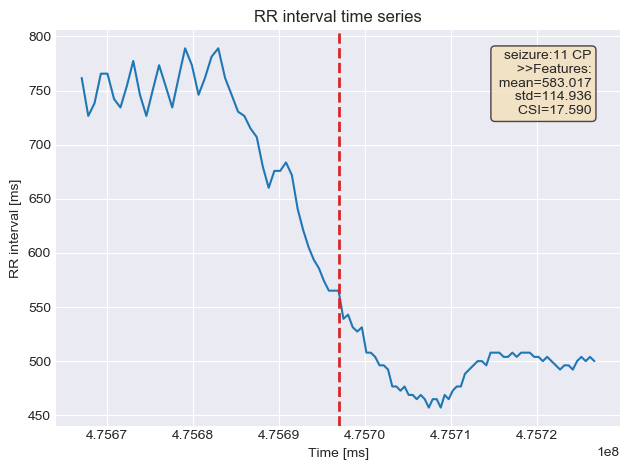 RR interval time series
seizure:11 CP
>>Features:
mean=583.017
std=114.936
CSI=17.590
RR interval [ms]
800
750
700
650
600
550
500
450
4.7567 4.7568 4.7569 4.7570 4.7571 4.7572
1e8
Time [ms]